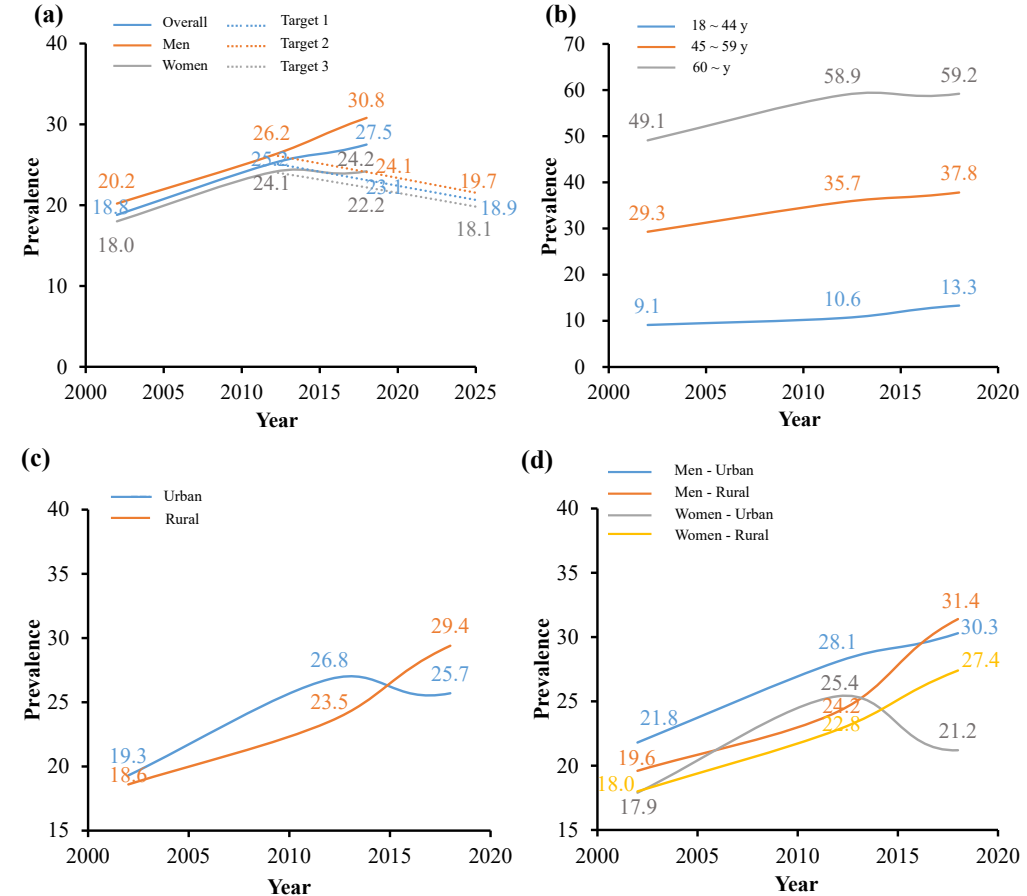 (a)
Overall
Men
Women
Target 1
Target 2
Target 3
Prevalence
40
30
20
10
0
20.2
18.8
18.0
26.2
25.2
24.1
30.8
27.5
24.2
24.1
23.1
22.2
19.7
18.9
18.1
2000 2005 2010 2015 2020 2025
Year
(b)
18 ~ 44 y
45 ~ 59 y
60 ~ y
Prevalence
70
60
50
40
30
20
10
0
49.1
58.9
59.2
29.3
35.7
37.8
9.1
10.6
13.3
2000 2005 2010 2015 2020
Year
(c)
Urban
Rural
Prevalence
40
35
30
25
20
15
19.3
18.6
26.8
23.5
29.4
25.7
2000 2005 2010 2015 2020
Year
(d)
Men - Urban
Men - Rural
Women - Urban
Women - Rural
Prevalence
40
35
30
25
20
15
21.8
19.6
18.0
17.9
28.1
25.4
24.2
22.8
31.4
30.3
27.4
21.2
2000 2005 2010 2015 2020
Year